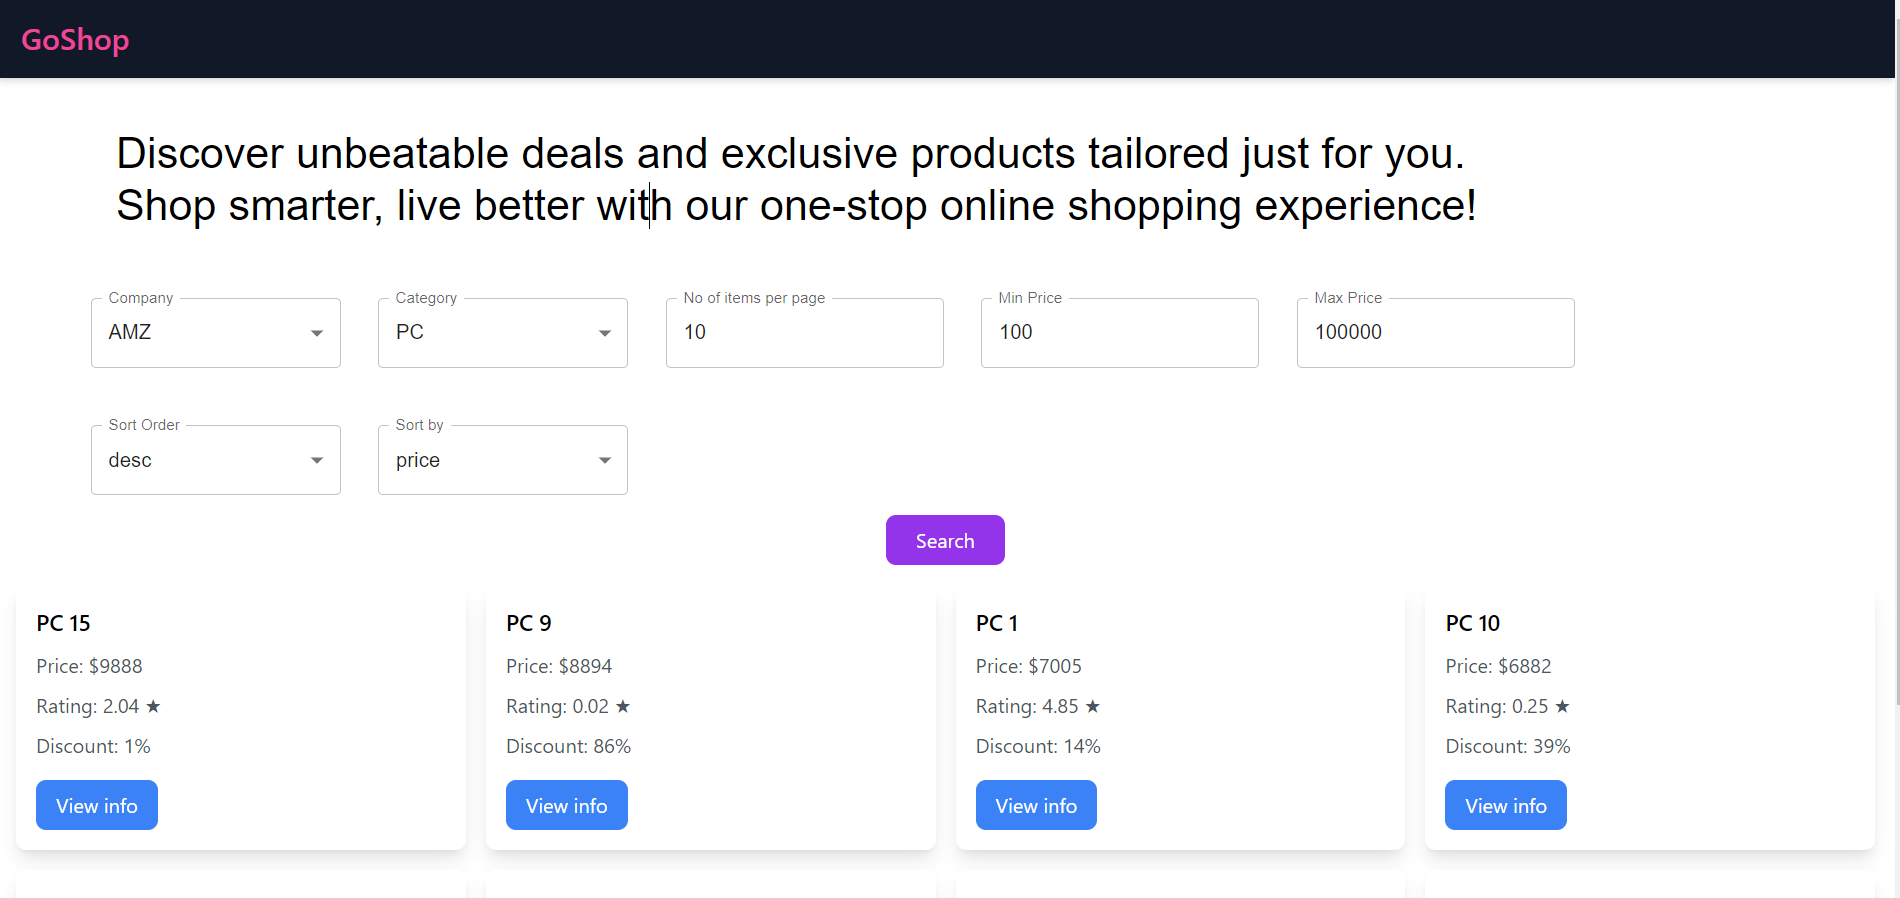 GoShop
Discover unbeatable deals and exclusive products tailored just for you.
Shop smarter, live better with our one-stop online shopping experience!
Company
AMZ
Category
PC
No of items per page
10
Min Price
100
Max Price
100000
Sort Order
desc
Sort by
price
Search
PC 15
Price: $9888
Rating: 2.04 ★
Discount: 1%
View info
PC 9
Price: $8894
Rating: 0.02 ★
Discount: 86%
View info
PC 1
Price: $7005
Rating: 4.85 ★
Discount: 14%
View info
PC 10
Price: $6882
Rating: 0.25 ★
Discount: 39%
View info